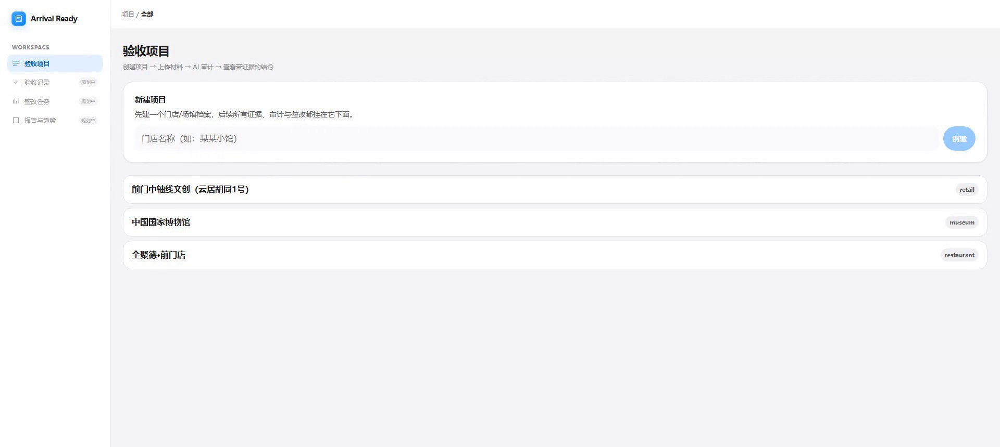 Arrival Ready
WORKSPACE
验收项目
验收记录 规划中
整改任务 规划中
报告与趋势 规划中
项目 / 全部
验收项目
创建项目 → 上传材料 → AI 审计 → 查看带证据的结论
新建项目
先建一个门店/场馆档案，后续所有证据、审计与整改都挂在它下面。
门店名称（如：某某小馆）
创建
前门中轴线文创（云居胡同1号） retail
中国国家博物馆 museum
全聚德•前门店 restaurant